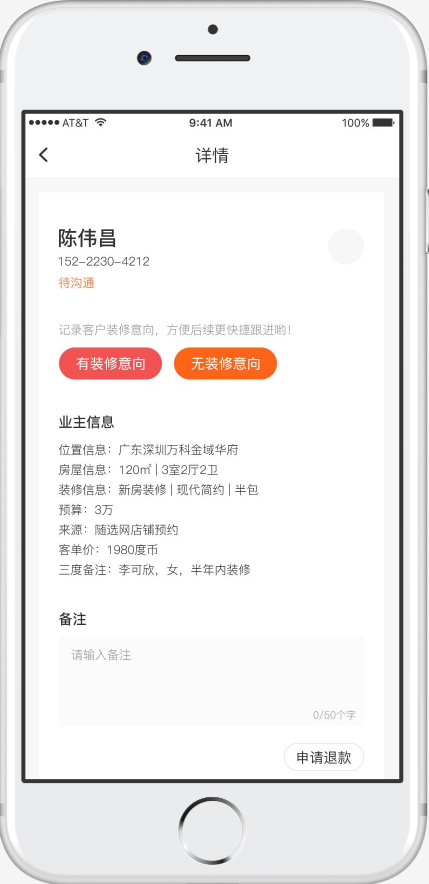 AT&T
9:41 AM
100%
详情
陈伟昌
152-2230-4212
待沟通
记录客户装修意向，方便后续更快捷跟进哟！
有装修意向
无装修意向
业主信息
位置信息：广东深圳万科金域华府
房屋信息：120㎡ | 3室2厅2卫
装修信息：新房装修 | 现代简约 | 半包
预算：3万
来源：随选网店铺预约
客单价：1980度币
三度备注：李可欣，女，半年内装修
备注
请输入备注
0/50个字
申请退款